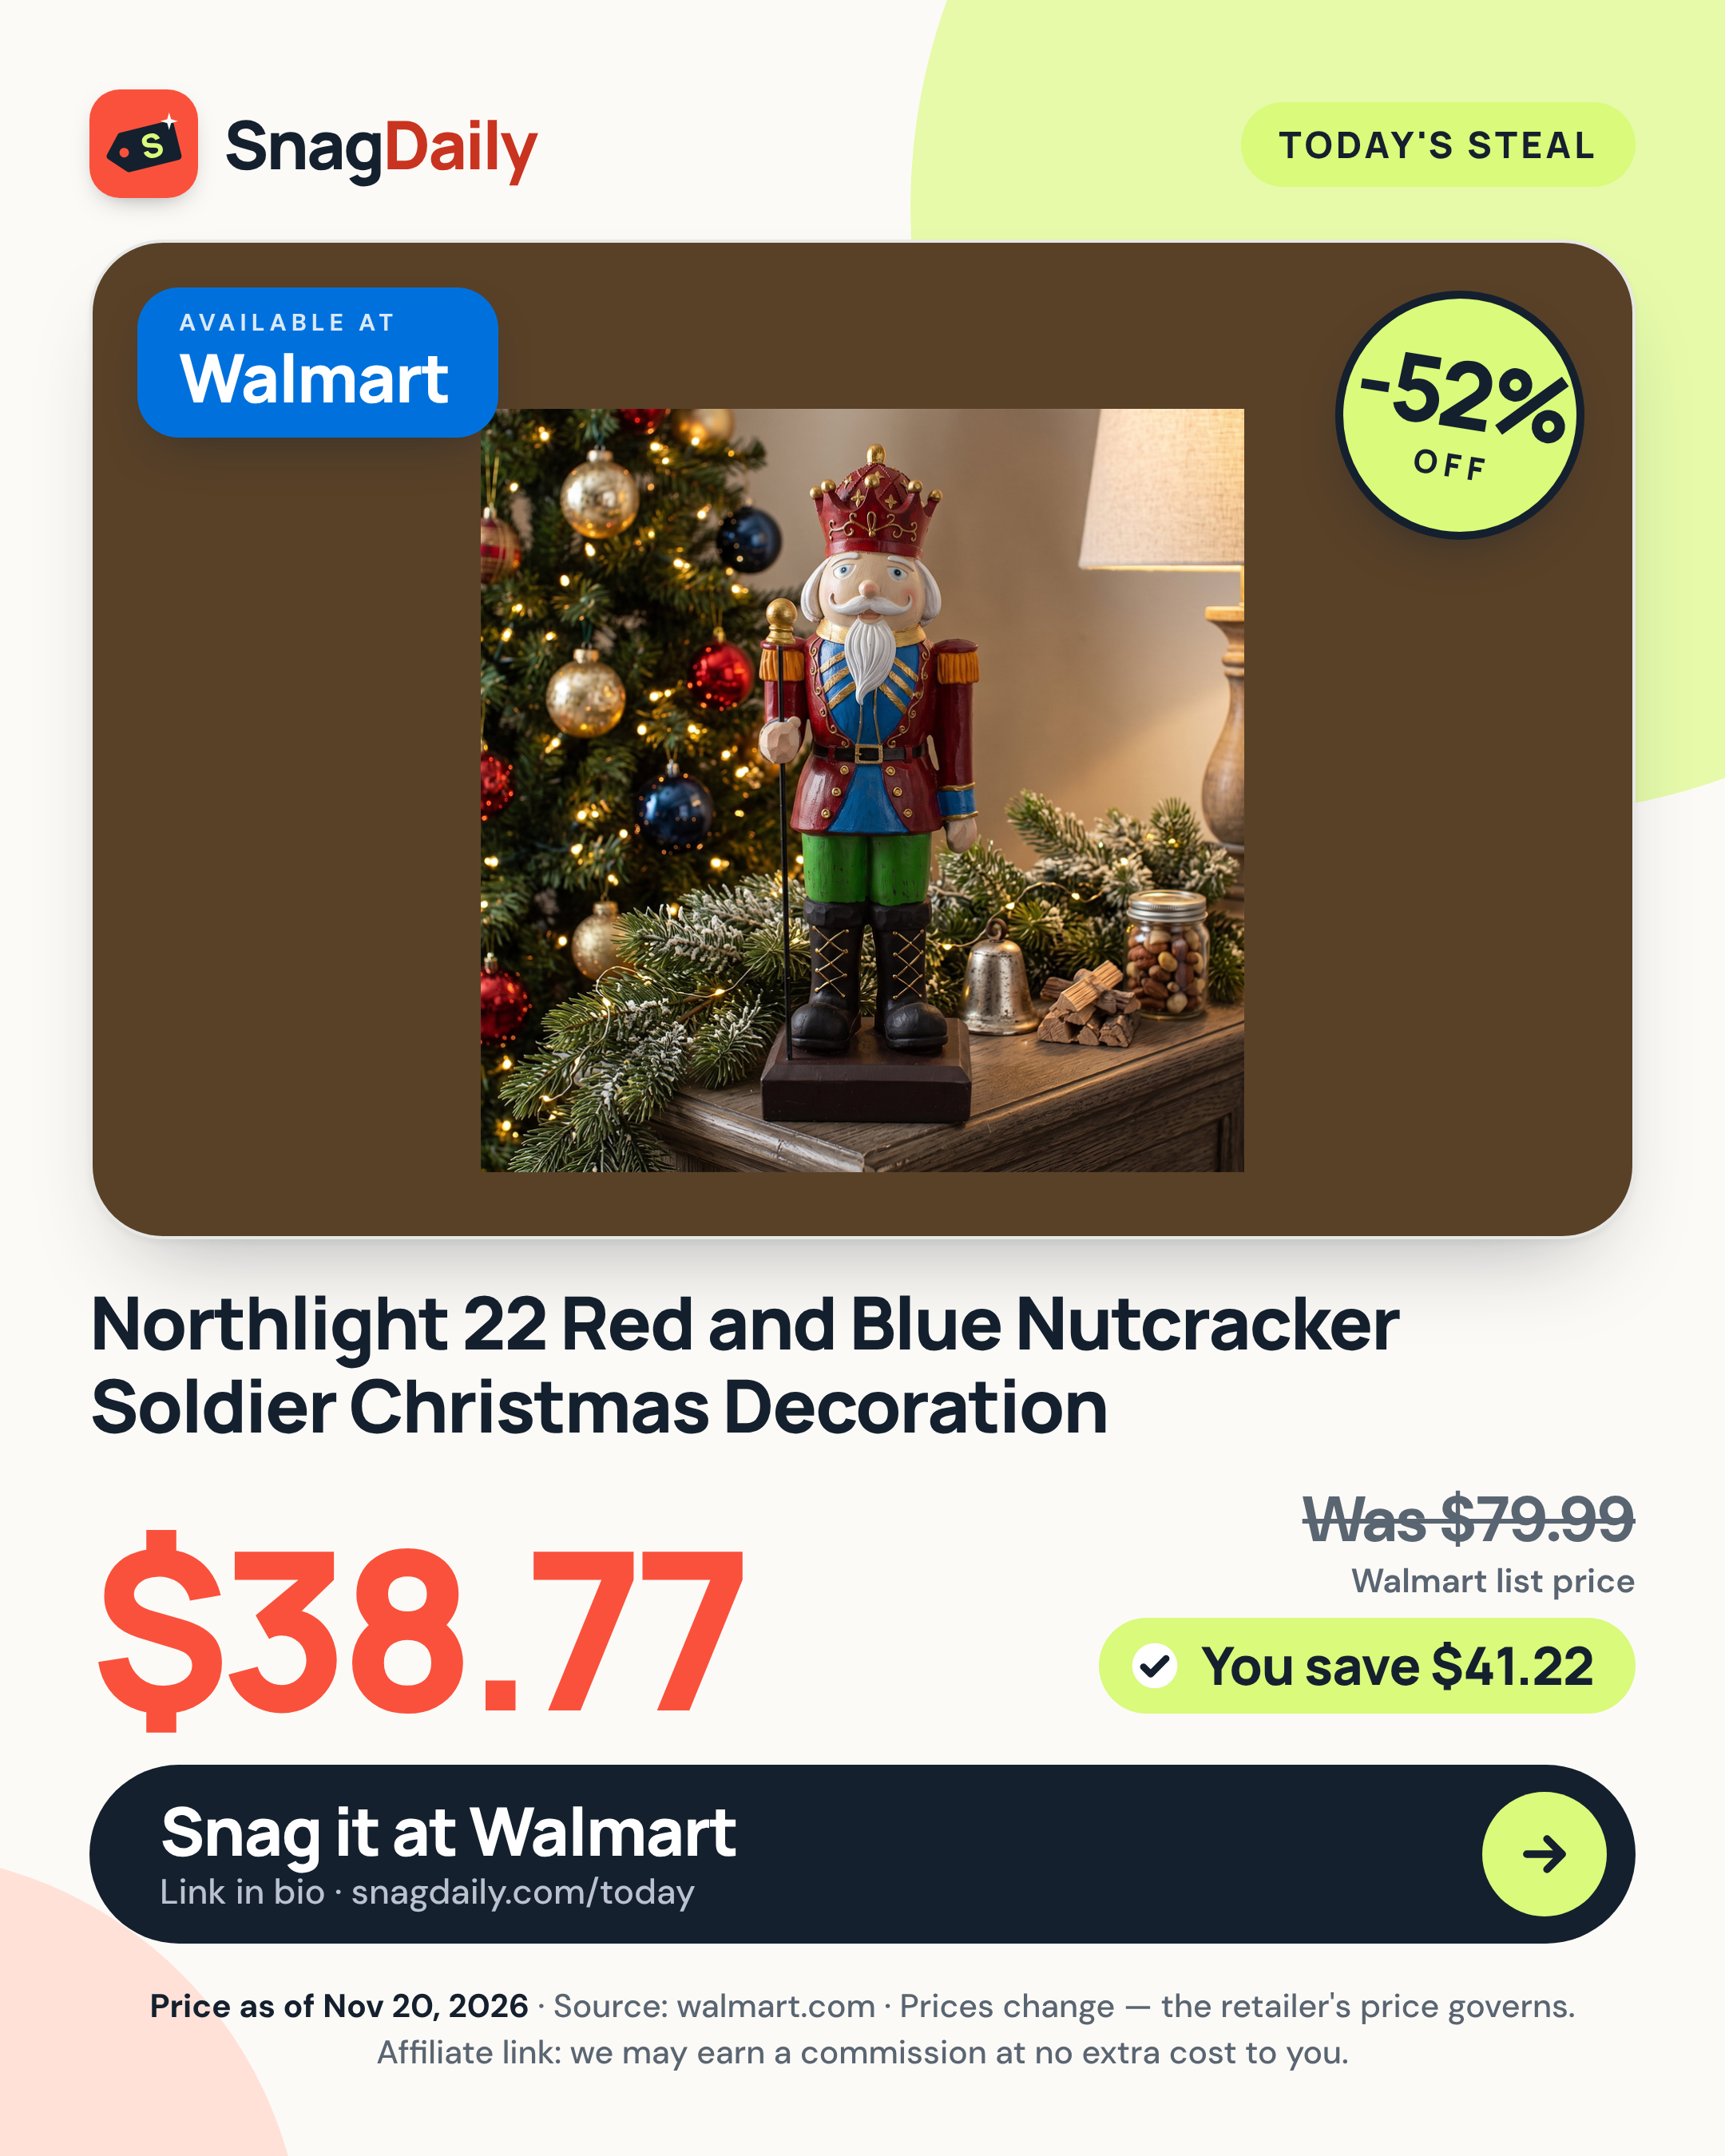 S
SnagDaily
TODAY'S STEAL
AVAILABLE AT
Walmart
-52%
OFF
Northlight 22 Red and Blue Nutcracker
Soldier Christmas Decoration
$38.77
Was $79.99
Walmart list price
You save $41.22
Snag it at Walmart
Link in bio · snagdaily.com/today
Price as of Nov 20, 2026 · Source: walmart.com · Prices change — the retailer's price governs.
Affiliate link: we may earn a commission at no extra cost to you.